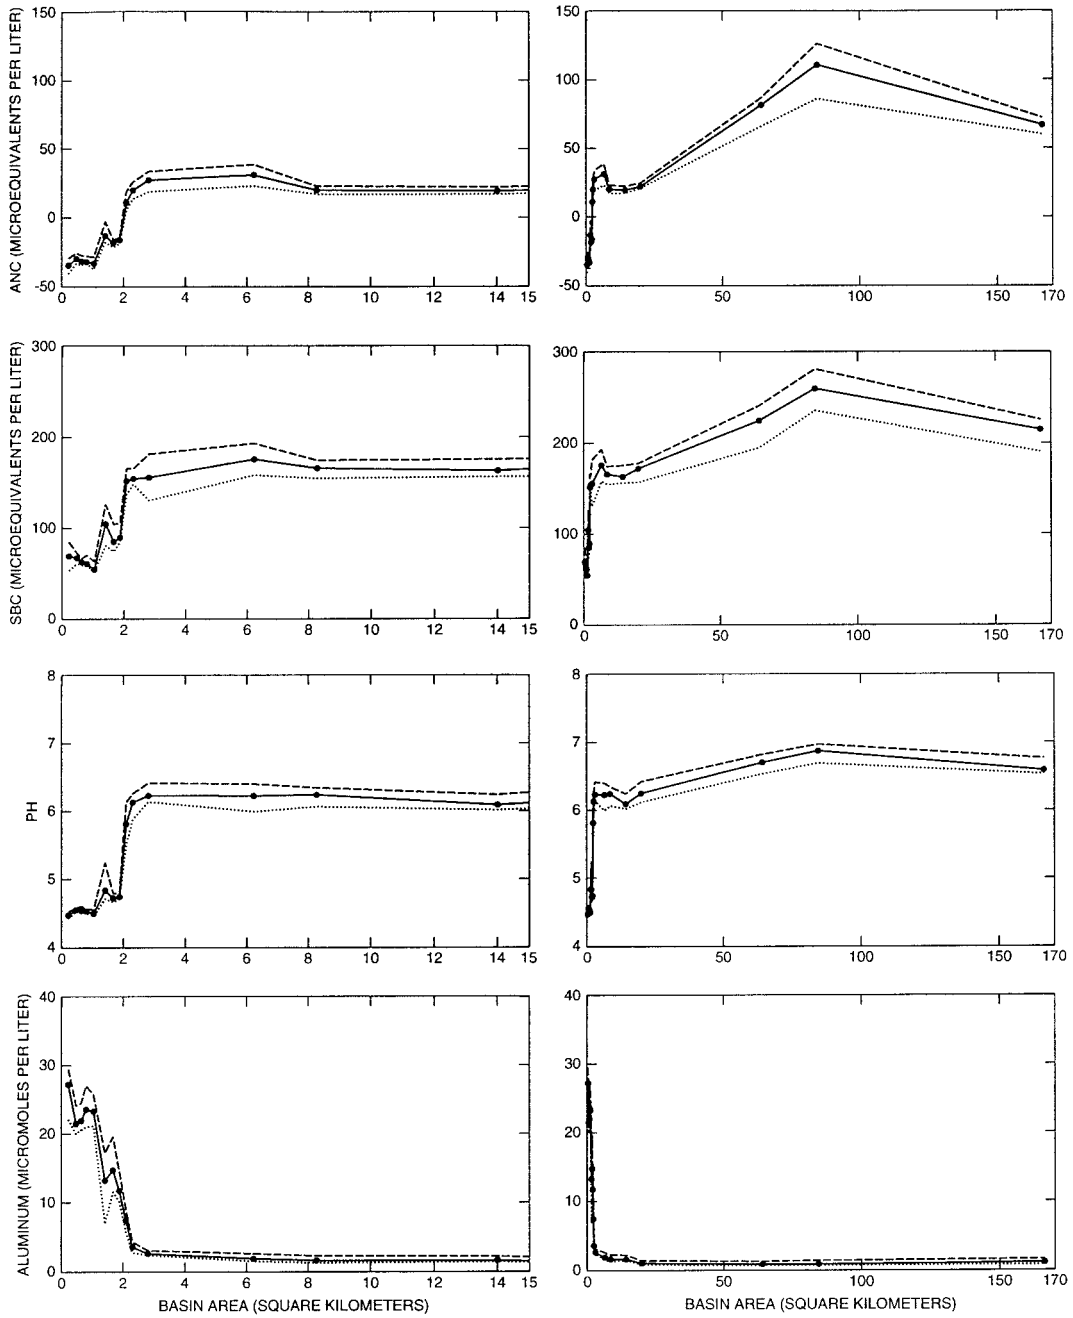 ANC (MICROEQUIVALENTS PER LITER)
150
100
50
0
-50
0 2 4 6 8 10 12 14 15
150
100
50
0
-50
0 50 100 150 170
SBC (MICROEQUIVALENTS PER LITER)
300
200
100
0
0 2 4 6 8 10 12 14 15
300
200
100
0
0 50 100 150 170
PH
8
7
6
5
4
0 2 4 6 8 10 12 14 15
8
7
6
5
4
0 50 100 150 170
ALUMINUM (MICROMOLES PER LITER)
40
30
20
10
0
0 2 4 6 8 10 12 14 15
BASIN AREA (SQUARE KILOMETERS)
40
30
20
10
0
0 50 100 150 170
BASIN AREA (SQUARE KILOMETERS)